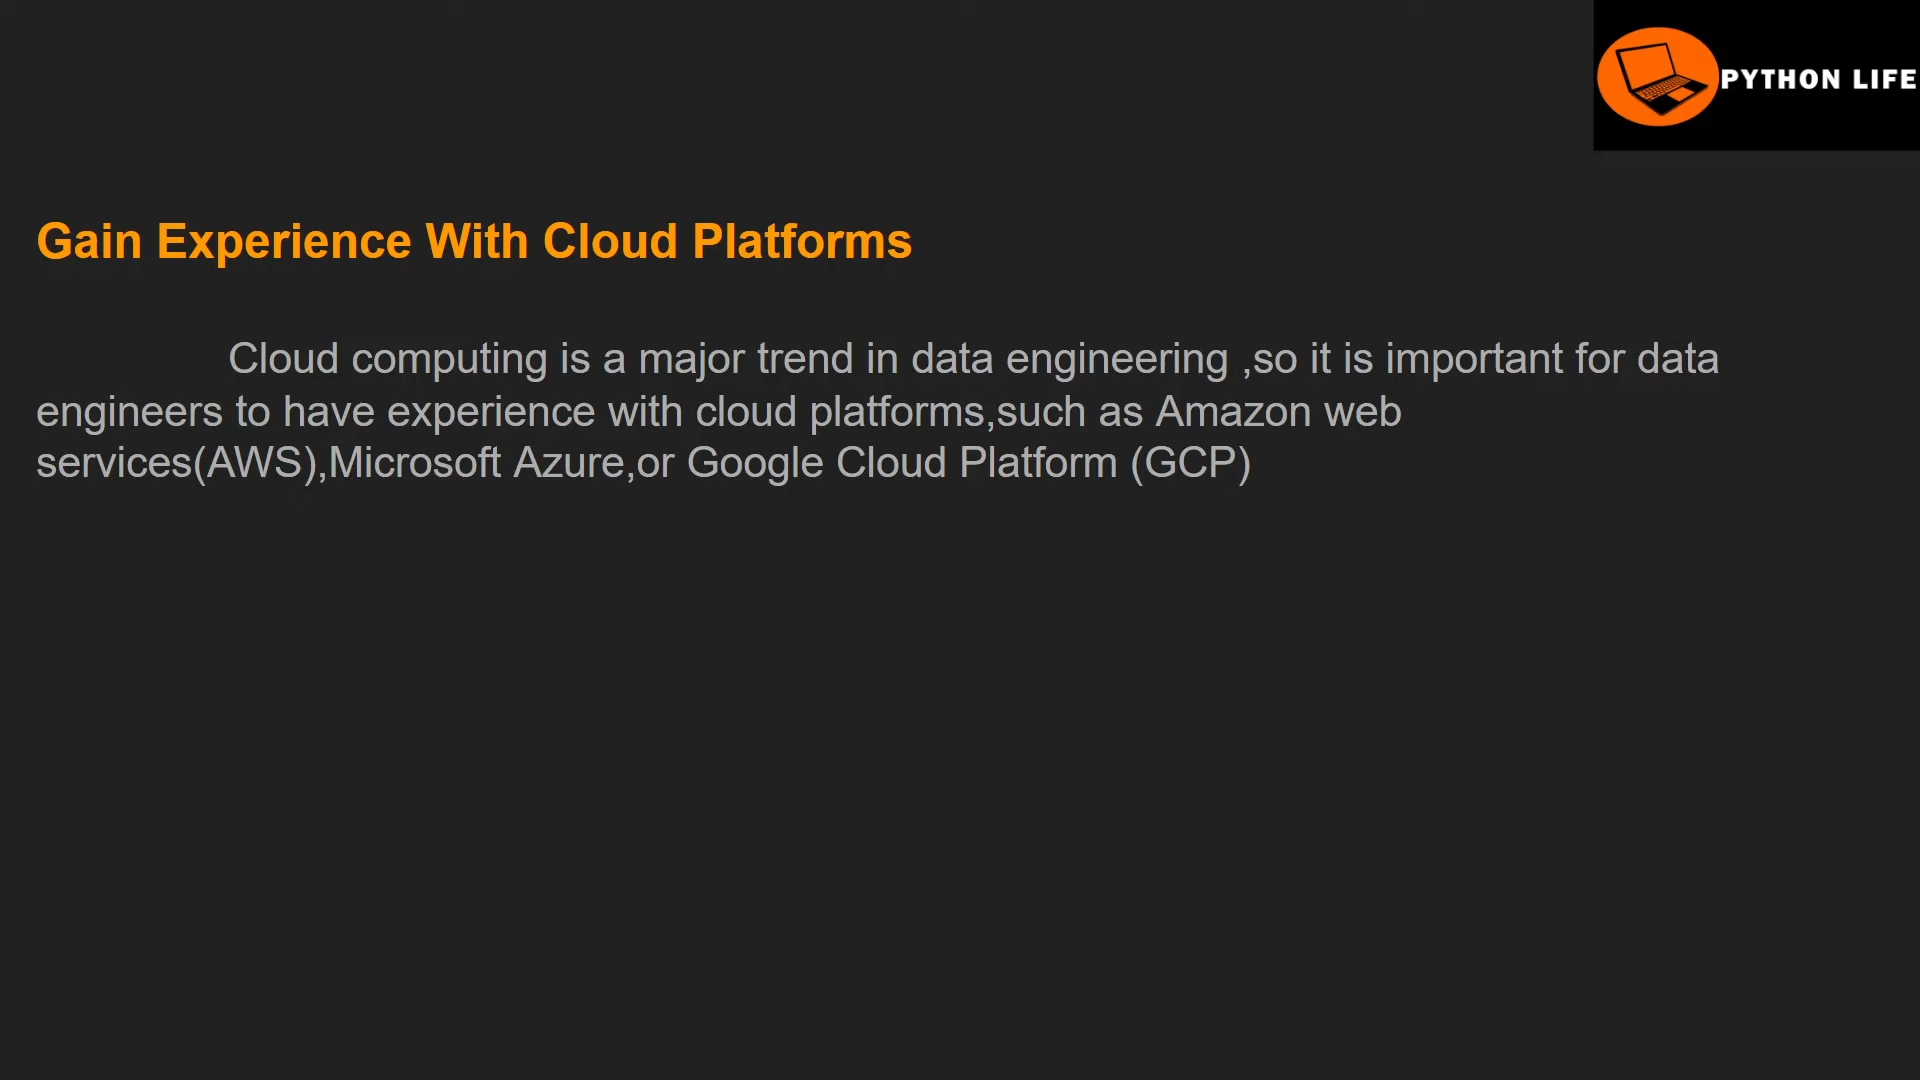 PYTHON LIFE
Gain Experience With Cloud Platforms
Cloud computing is a major trend in data engineering ,so it is important for data
engineers to have experience with cloud platforms,such as Amazon web
services(AWS),Microsoft Azure,or Google Cloud Platform (GCP)